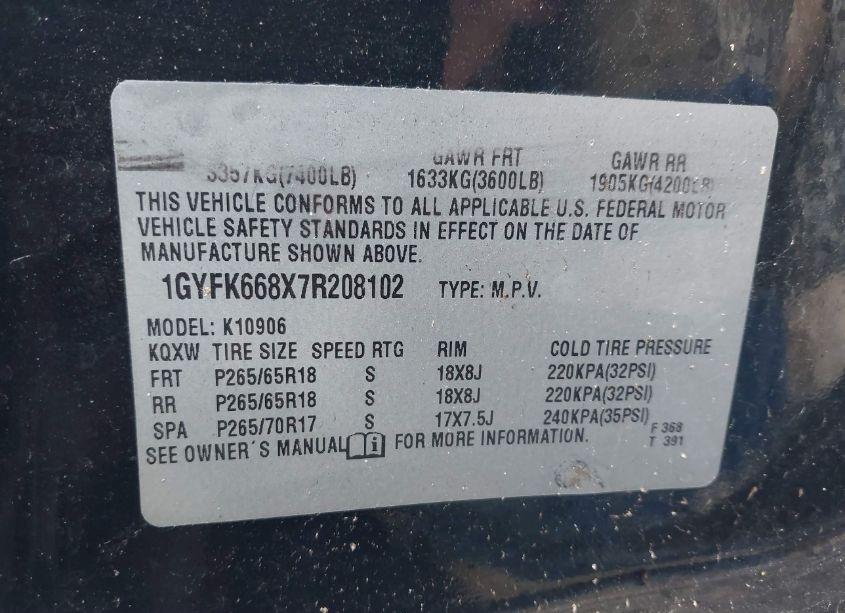 GAWR FRT GAWR RR
3357KG(7400LB) 1633KG(3600LB) 1905KG(4200LB)
THIS VEHICLE CONFORMS TO ALL APPLICABLE U.S. FEDERAL MOTOR
VEHICLE SAFETY STANDARDS IN EFFECT ON THE DATE OF
MANUFACTURE SHOWN ABOVE.
1GYFK668X7R208102 TYPE: M.P.V.
MODEL: K10906
KQXW TIRE SIZE SPEED RTG RIM COLD TIRE PRESSURE
FRT P265/65R18 S 18X8J 220KPA(32PSI)
RR P265/65R18 S 18X8J 220KPA(32PSI)
SPA P265/70R17 S 17X7.5J 240KPA(35PSI)
SEE OWNER´S MANUAL FOR MORE INFORMATION.
F 368
T 391